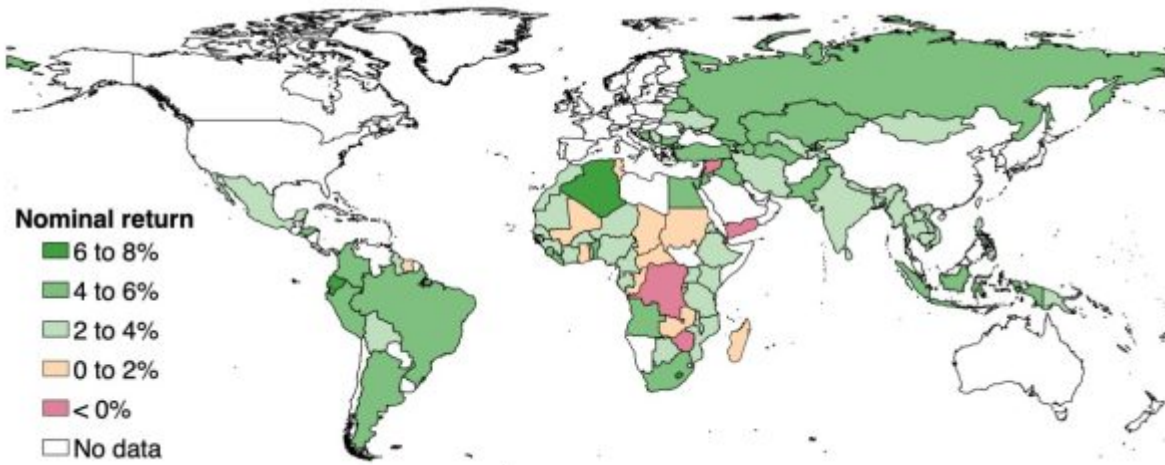 Nominal return
6 to 8%
4 to 6%
2 to 4%
0 to 2%
< 0%
No data